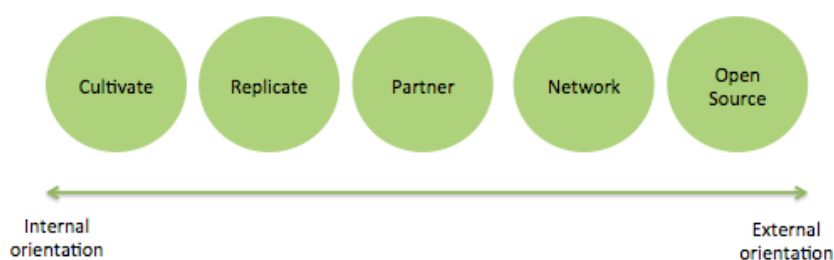 Cultivate
Replicate
Partner
Network
Open
Source
Internal
orientation
External
orientation